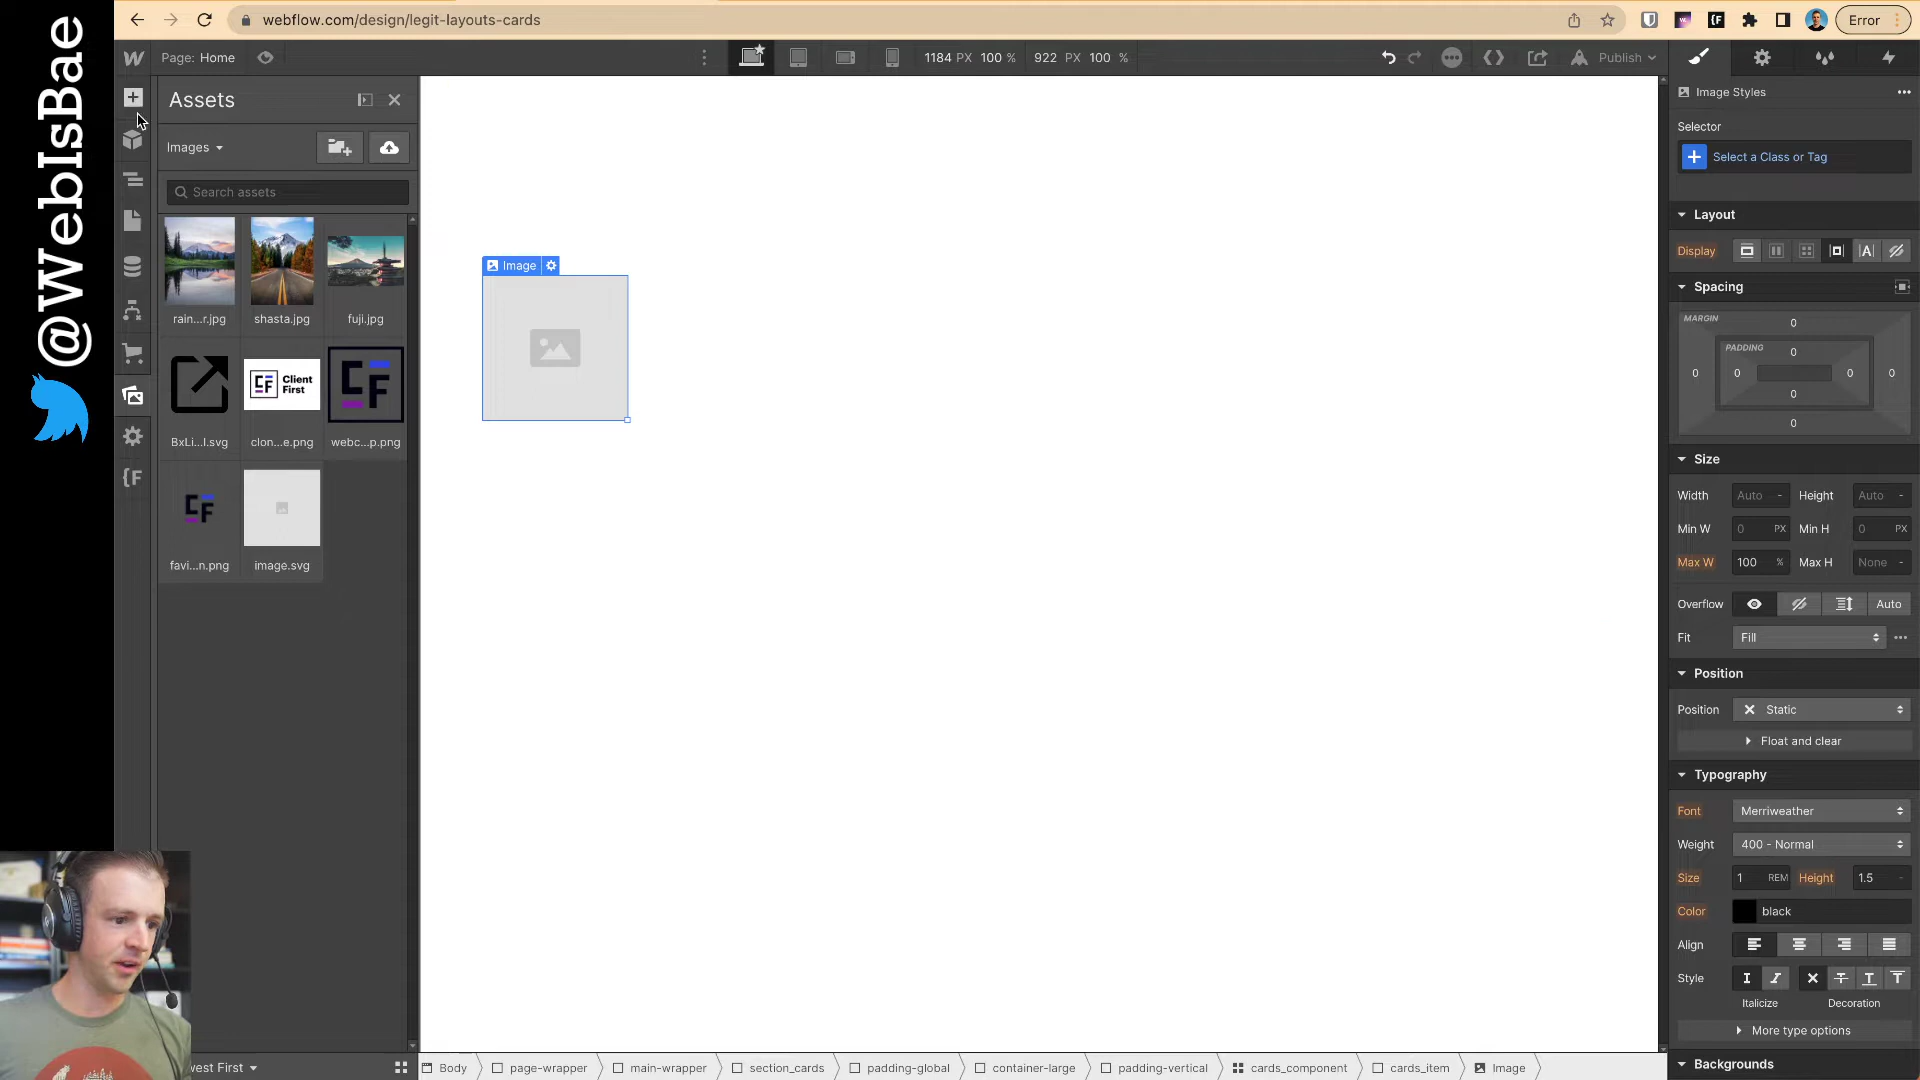 webflow.com/design/legit-layouts-cards
Error
Page: Home
1184 PX 100 %
922 PX 100 %
Publish
@WebIsBae
Assets
Images
Search assets
rain...r.jpg
shasta.jpg
fuji.jpg
Client
First
BxLi...l.svg
clon...e.png
webc...p.png
favi...n.png
image.svg
Image
Image Styles
Selector
Select a Class or Tag
Layout
Display
Spacing
MARGIN
0
PADDING
0
0
0
0
0
0
0
Size
Width Auto - Height Auto -
Min W 0 PX Min H 0 PX
Max W 100 % Max H None -
Overflow Auto
Fit Fill
Position
Position Static
Float and clear
Typography
Font Merriweather
Weight 400 - Normal
Size 1 REM Height 1.5 -
Color black
Align
Style
Italicize Decoration
More type options
Backgrounds
west First
Body page-wrapper main-wrapper section_cards padding-global container-large padding-vertical cards_component cards_item Image